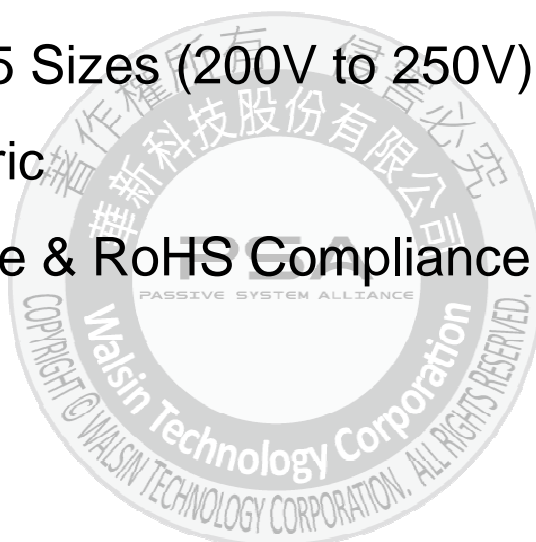 5 Sizes (200V to 250V)
ric
e & RoHS Compliance
著作權所有 侵害必究
華新科技股份有限公司
PSA
PASSIVE SYSTEM ALLIANCE
Walsin Technology Corporation
COPYRIGHT © WALSIN TECHNOLOGY CORPORATION, ALL RIGHTS RESERVED.